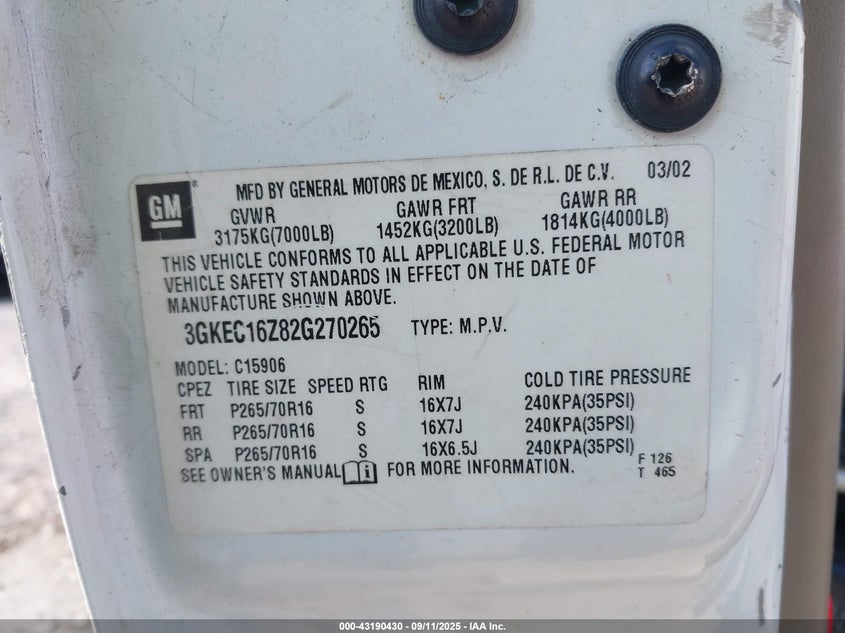 GM ® MFD BY GENERAL MOTORS DE MEXICO, S. DE R.L. DE C.V. 03/02
GVWR GAWR FRT GAWR RR
3175KG(7000LB) 1452KG(3200LB) 1814KG(4000LB)
THIS VEHICLE CONFORMS TO ALL APPLICABLE U.S. FEDERAL MOTOR
VEHICLE SAFETY STANDARDS IN EFFECT ON THE DATE OF
MANUFACTURE SHOWN ABOVE.
3GKEC16Z82G270265 TYPE: M.P.V.
MODEL: C15906
CPEZ TIRE SIZE SPEED RTG RIM COLD TIRE PRESSURE
FRT P265/70R16 S 16X7J 240KPA(35PSI)
RR P265/70R16 S 16X7J 240KPA(35PSI)
SPA P265/70R16 S 16X6.5J 240KPA(35PSI)
SEE OWNER'S MANUAL FOR MORE INFORMATION.
F 126
T 465
000-43190430 - 09/11/2025 - IAA Inc.